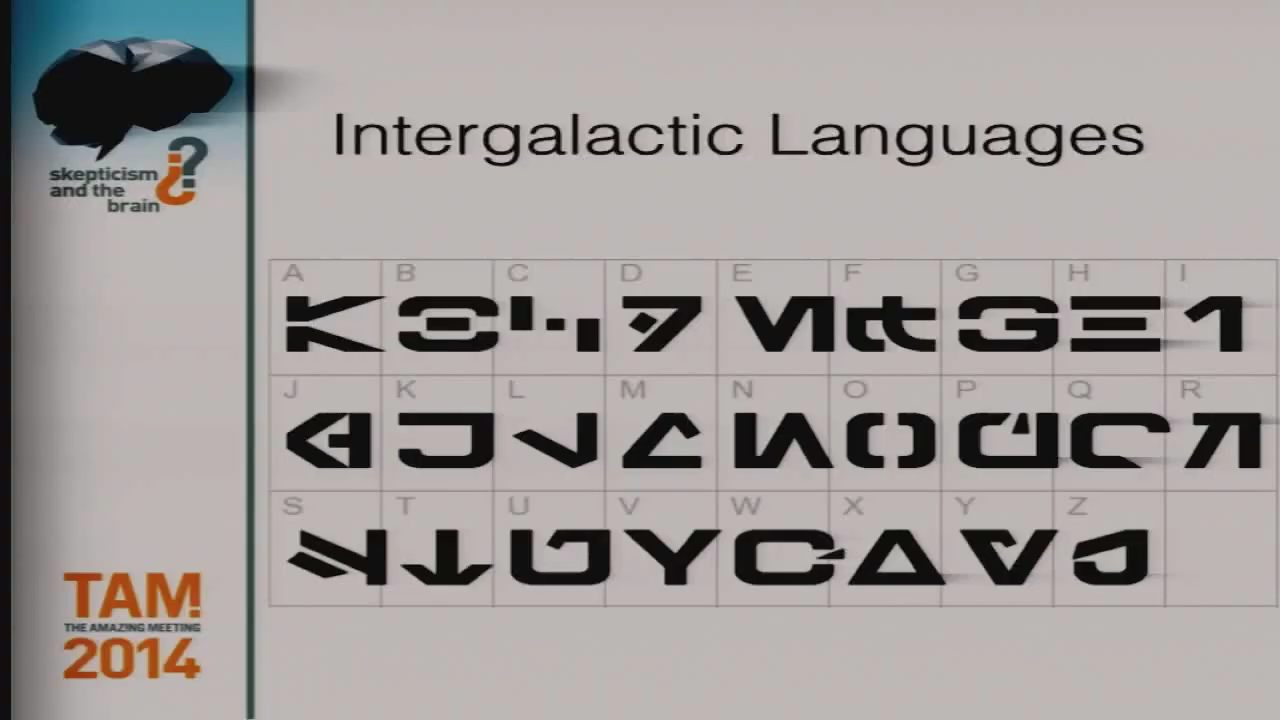 skepticism
and the
brain
Intergalactic Languages
A B C D E F G H I
J K L M N O P Q R
S T U V W X Y Z
TAM!
THE AMAZING MEETING
2014